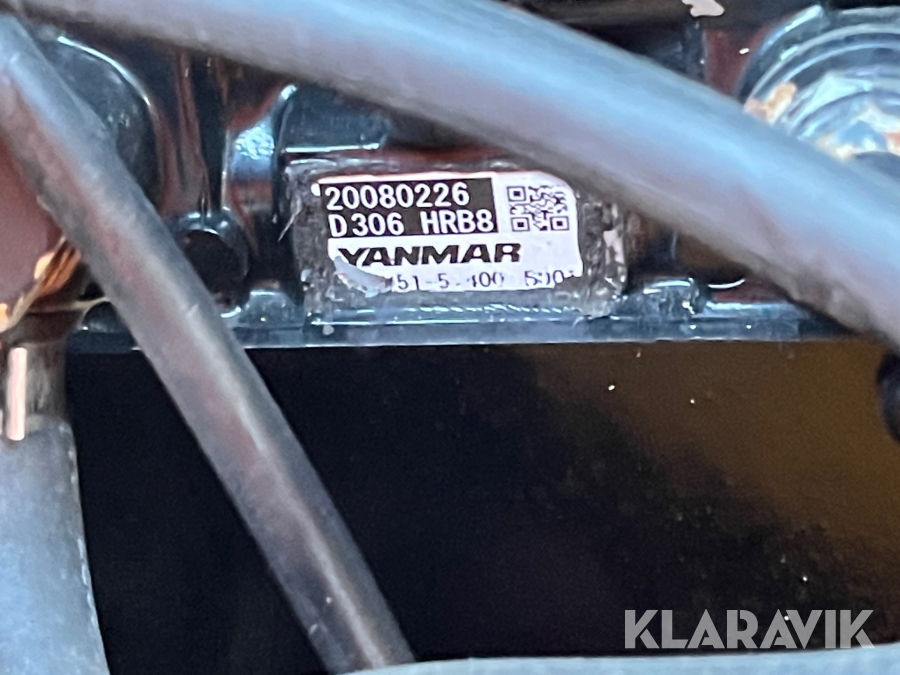 20080226
D306 HRB8
YANMAR
KLARAVIK